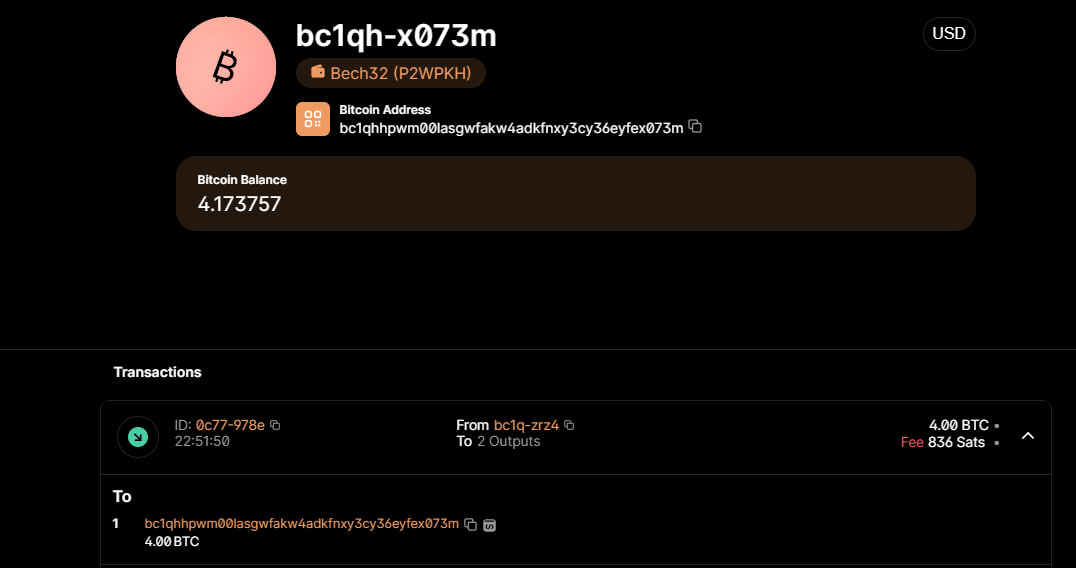 bc1qh-x073m
USD
Bech32 (P2WPKH)
Bitcoin Address
bc1qhhpwm00lasgwfakw4adkfnxy3cy36eyfex073m
Bitcoin Balance
4.173757
Transactions
ID: 0c77-978e
22:51:50
From bc1q-zrz4
To 2 Outputs
4.00 BTC
Fee 836 Sats
To
1
bc1qhhpwm00lasgwfakw4adkfnxy3cy36eyfex073m
4.00 BTC